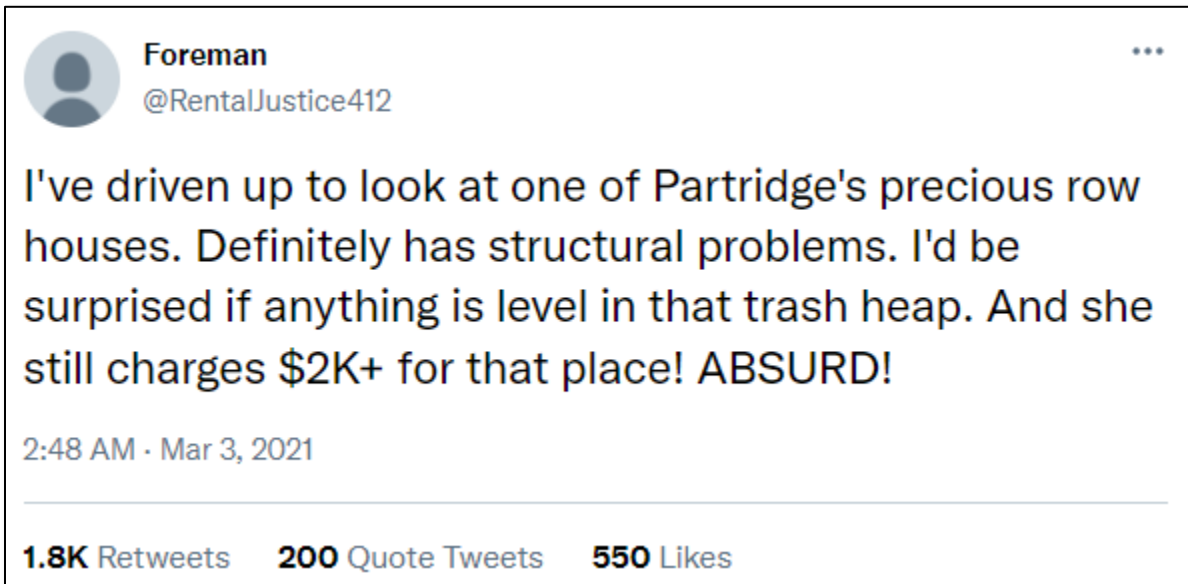 Foreman
@RentalJustice412
I've driven up to look at one of Partridge's precious row
houses. Definitely has structural problems. I'd be
surprised if anything is level in that trash heap. And she
still charges $2K+ for that place! ABSURD!
2:48 AM · Mar 3, 2021
1.8K Retweets 200 Quote Tweets 550 Likes